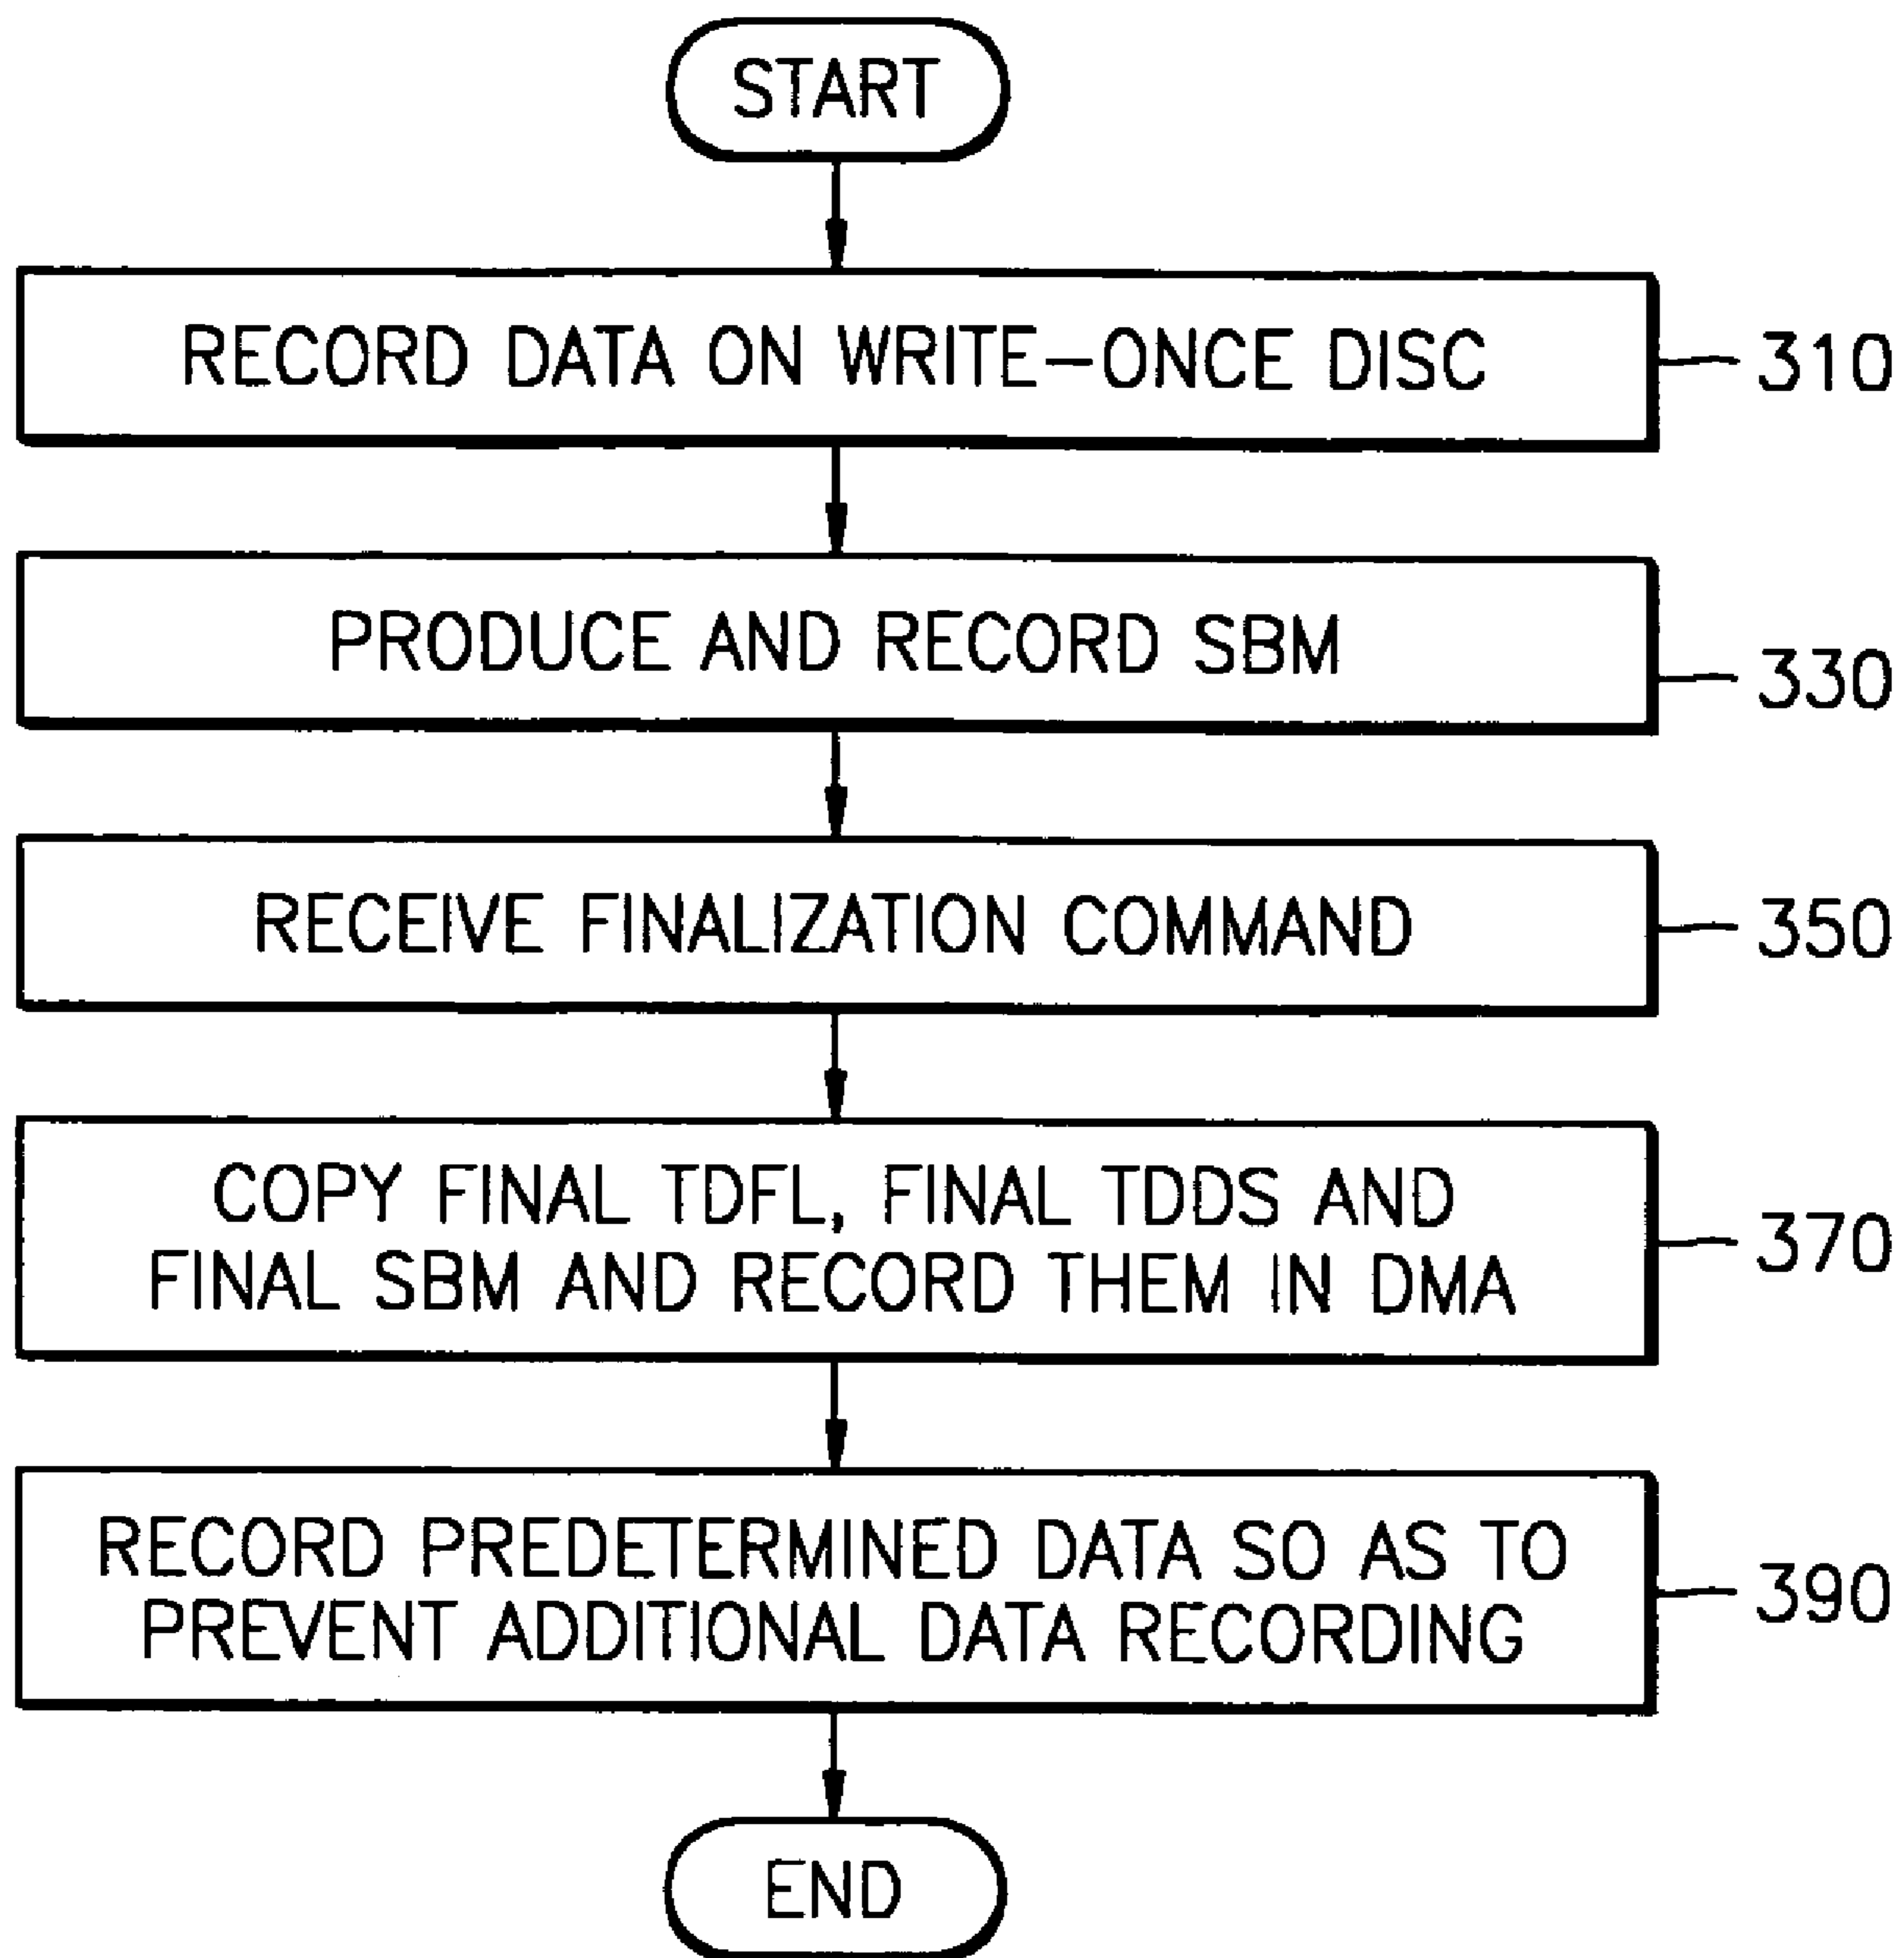 START
RECORD DATA ON WRITE-ONCE DISC
310
PRODUCE AND RECORD SBM
330
RECEIVE FINALIZATION COMMAND
350
COPY FINAL TDFL, FINAL TDDS AND
FINAL SBM AND RECORD THEM IN DMA
370
RECORD PREDETERMINED DATA SO AS TO
PREVENT ADDITIONAL DATA RECORDING
390
END